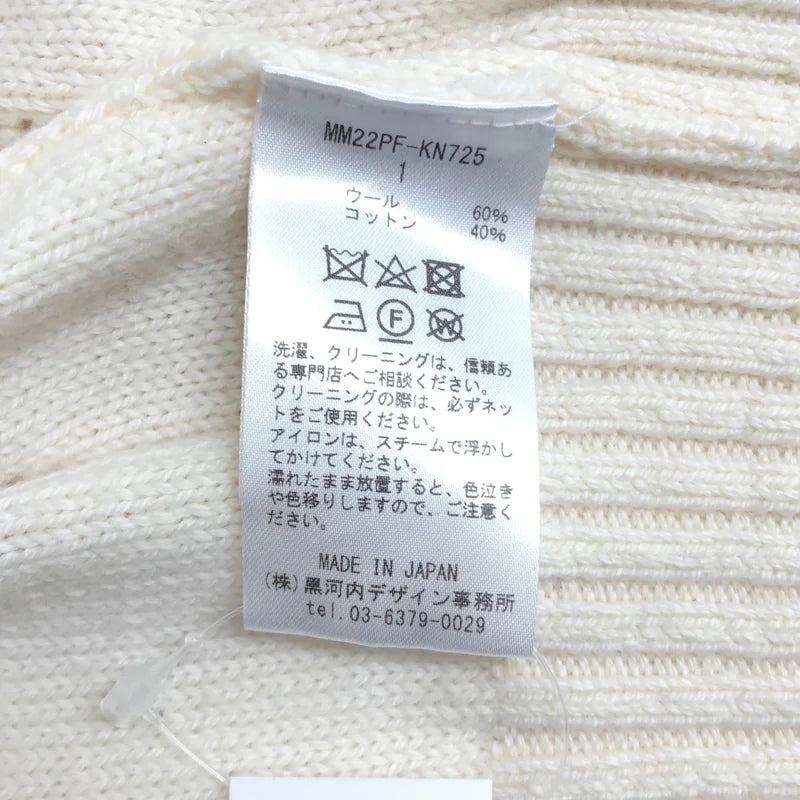 MM22PF-KN725
1
ウール 60%
コットン 40%
F W
洗濯、クリーニングは、信頼あ
る専門店へご相談ください。
クリーニングの際は、必ずネッ
トをご使用ください。
アイロンは、スチームで浮かし
てかけてください。
濡れたまま放置すると、色泣き
や色移りしますので、ご注意く
ださい。
MADE IN JAPAN
(株)黒河内デザイン事務所
tel.03-6379-0029